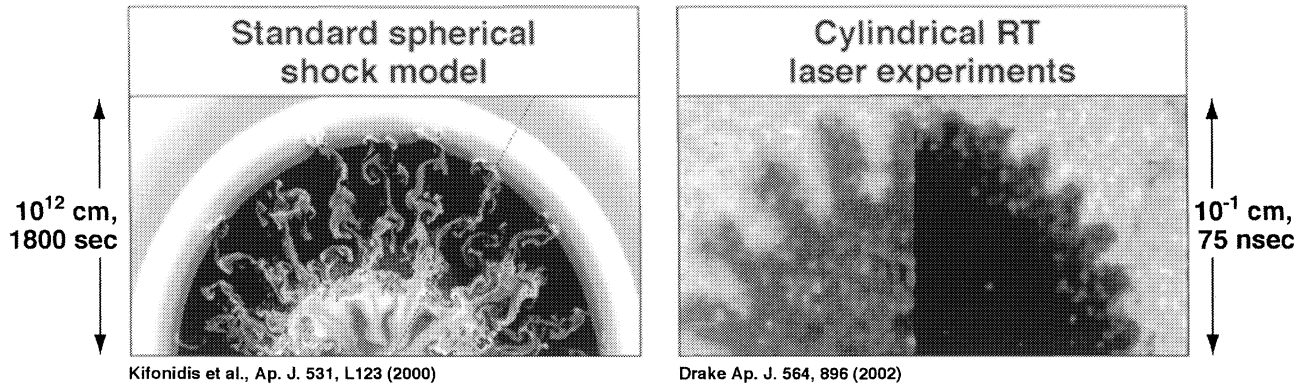 Standard spherical
shock model
10¹² cm,
1800 sec
Kifonidis et al., Ap. J. 531, L123 (2000)
Cylindrical RT
laser experiments
10⁻¹ cm,
75 nsec
Drake Ap. J. 564, 896 (2002)